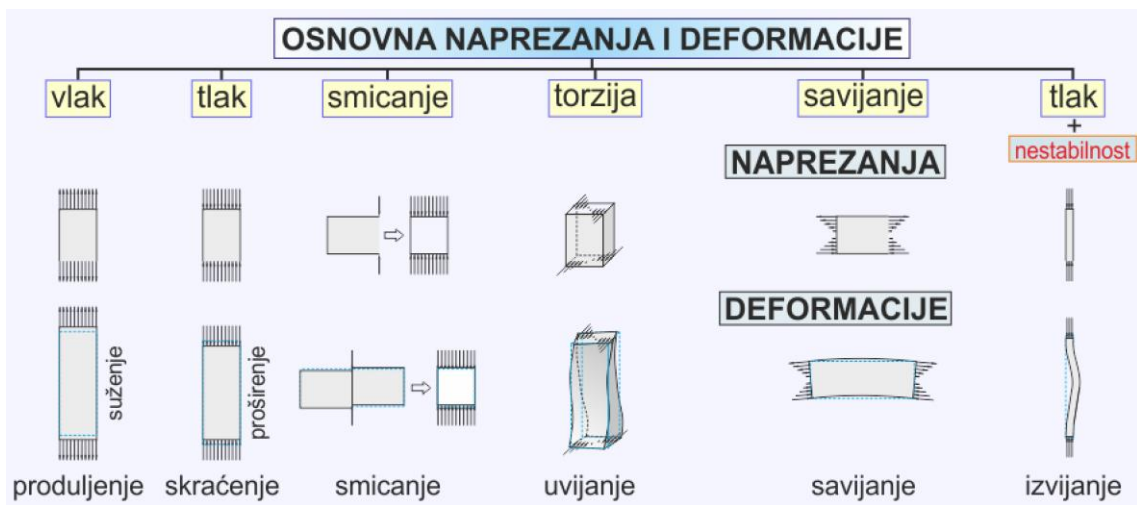 OSNOVNA NAPREZANJA I DEFORMACIJE
vlak
tlak
smicanje
torzija
savijanje
tlak
+
nestabilnost
NAPREZANJA
DEFORMACIJE
suženje
proširenje
produljenje
skraćenje
smicanje
uvijanje
savijanje
izvijanje